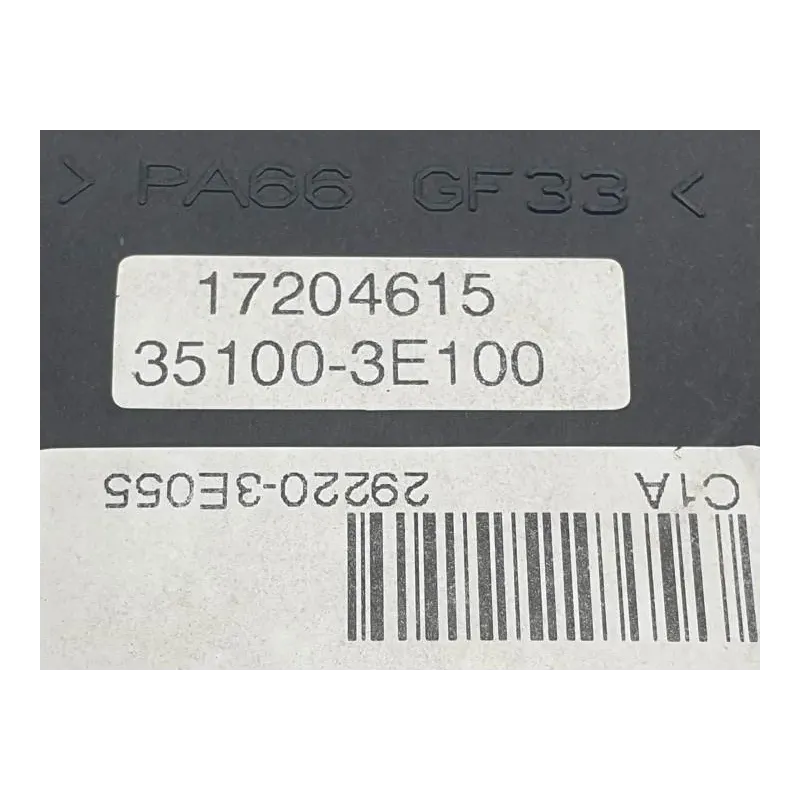 > PA66 GF33 <
17204615
35100-3E100
29220-3E055 C1A